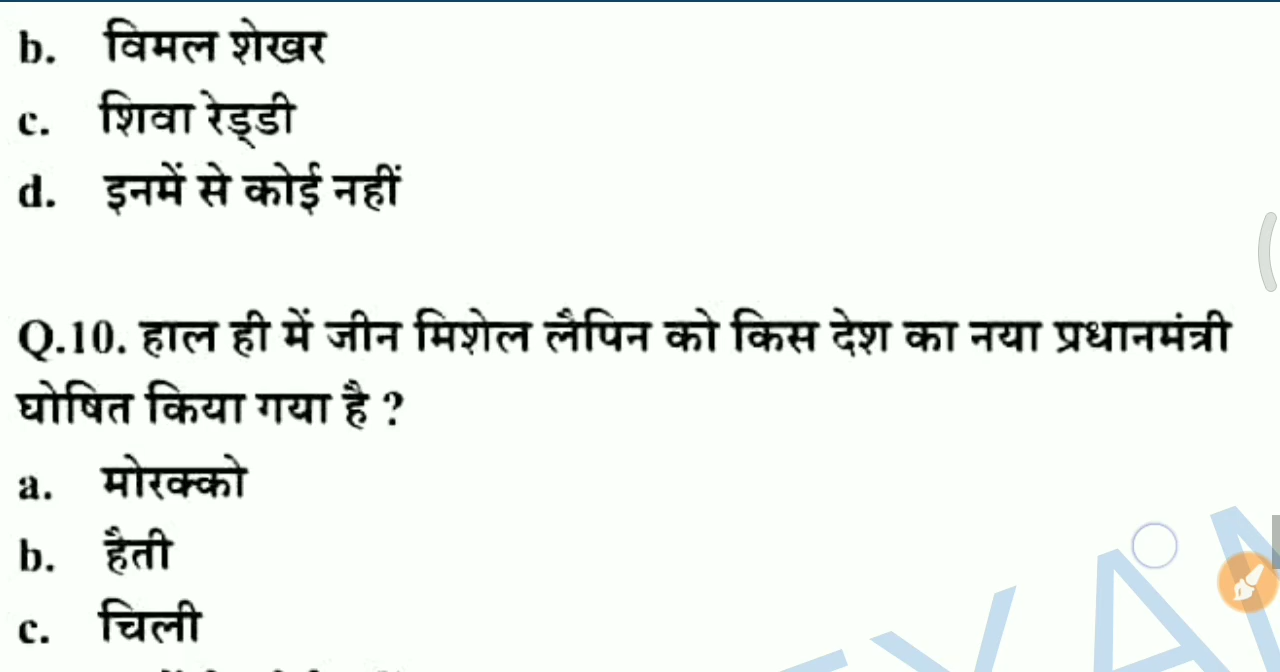 b. विमल शेखर
c. शिवा रेड्डी
d. इनमें से कोई नहीं
Q.10. हाल ही में जीन मिशेल लैपिन को किस देश का नया प्रधानमंत्री
घोषित किया गया है ?
a. मोरक्को
b. हैती
c. चिली